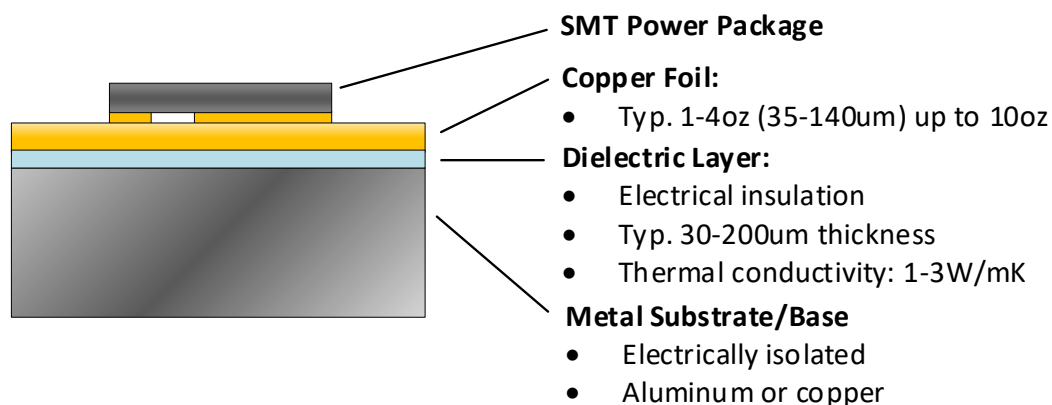 SMT Power Package
Copper Foil:
• Typ. 1-4oz (35-140um) up to 10oz
Dielectric Layer:
• Electrical insulation
• Typ. 30-200um thickness
• Thermal conductivity: 1-3W/mK
Metal Substrate/Base
• Electrically isolated
• Aluminum or copper